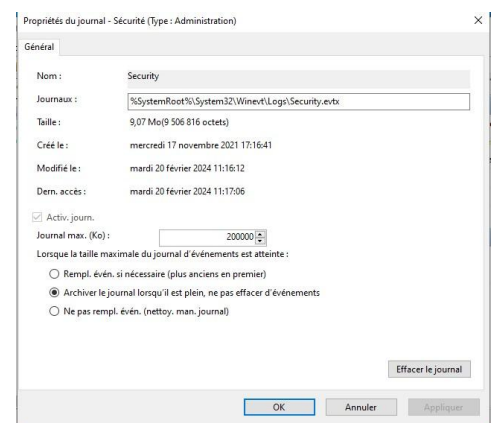 Propriétés du journal - Sécurité (Type : Administration)
Général
Nom : Security
Journaux : %SystemRoot%\System32\Winevt\Logs\Security.evtx
Taille : 9,07 Mo(9 506 816 octets)
Créé le : mercredi 17 novembre 2021 17:16:41
Modifié le : mardi 20 février 2024 11:16:12
Dern. accès : mardi 20 février 2024 11:17:06
Activ. journ.
Journal max. (Ko) : 200000
Lorsque la taille maximale du journal d'événements est atteinte :
Rempl. évén. si nécessaire (plus anciens en premier)
Archiver le journal lorsqu'il est plein, ne pas effacer d'événements
Ne pas rempl. évén. (nettoy. man. journal)
Effacer le journal
OK Annuler Appliquer